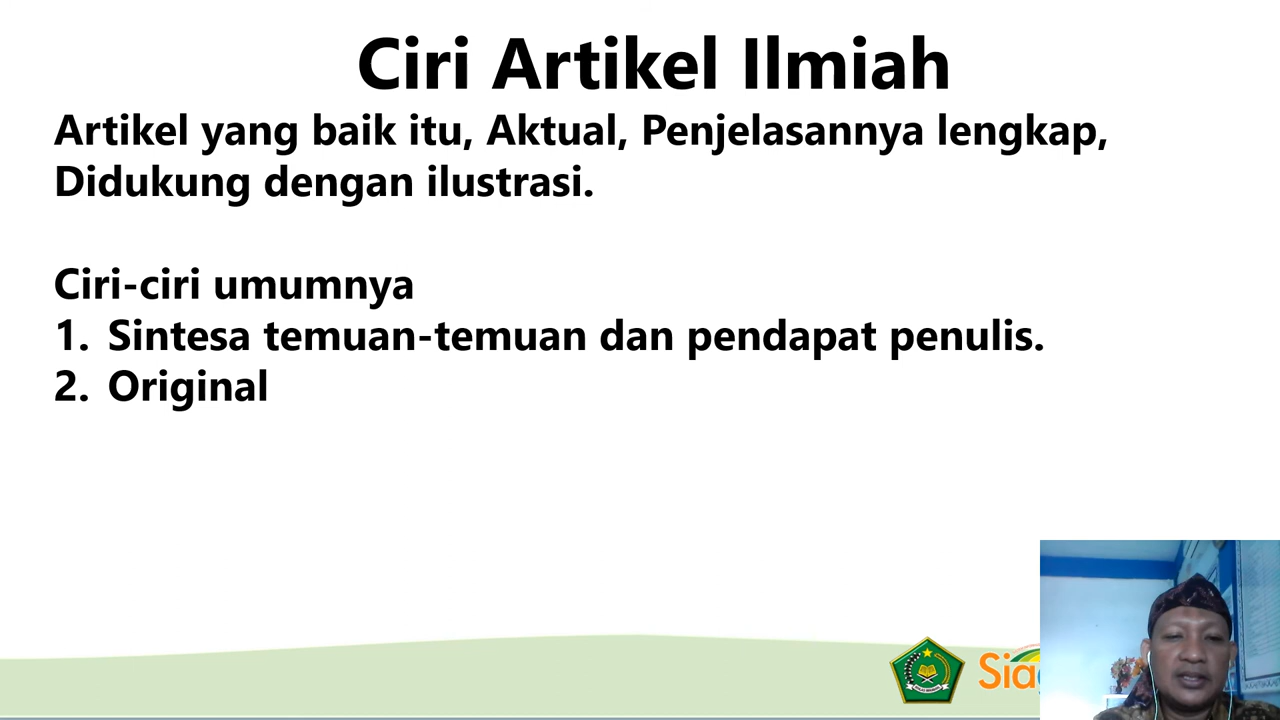 Ciri Artikel Ilmiah
Artikel yang baik itu, Aktual, Penjelasannya lengkap,
Didukung dengan ilustrasi.
Ciri-ciri umumnya
1. Sintesa temuan-temuan dan pendapat penulis.
2. Original